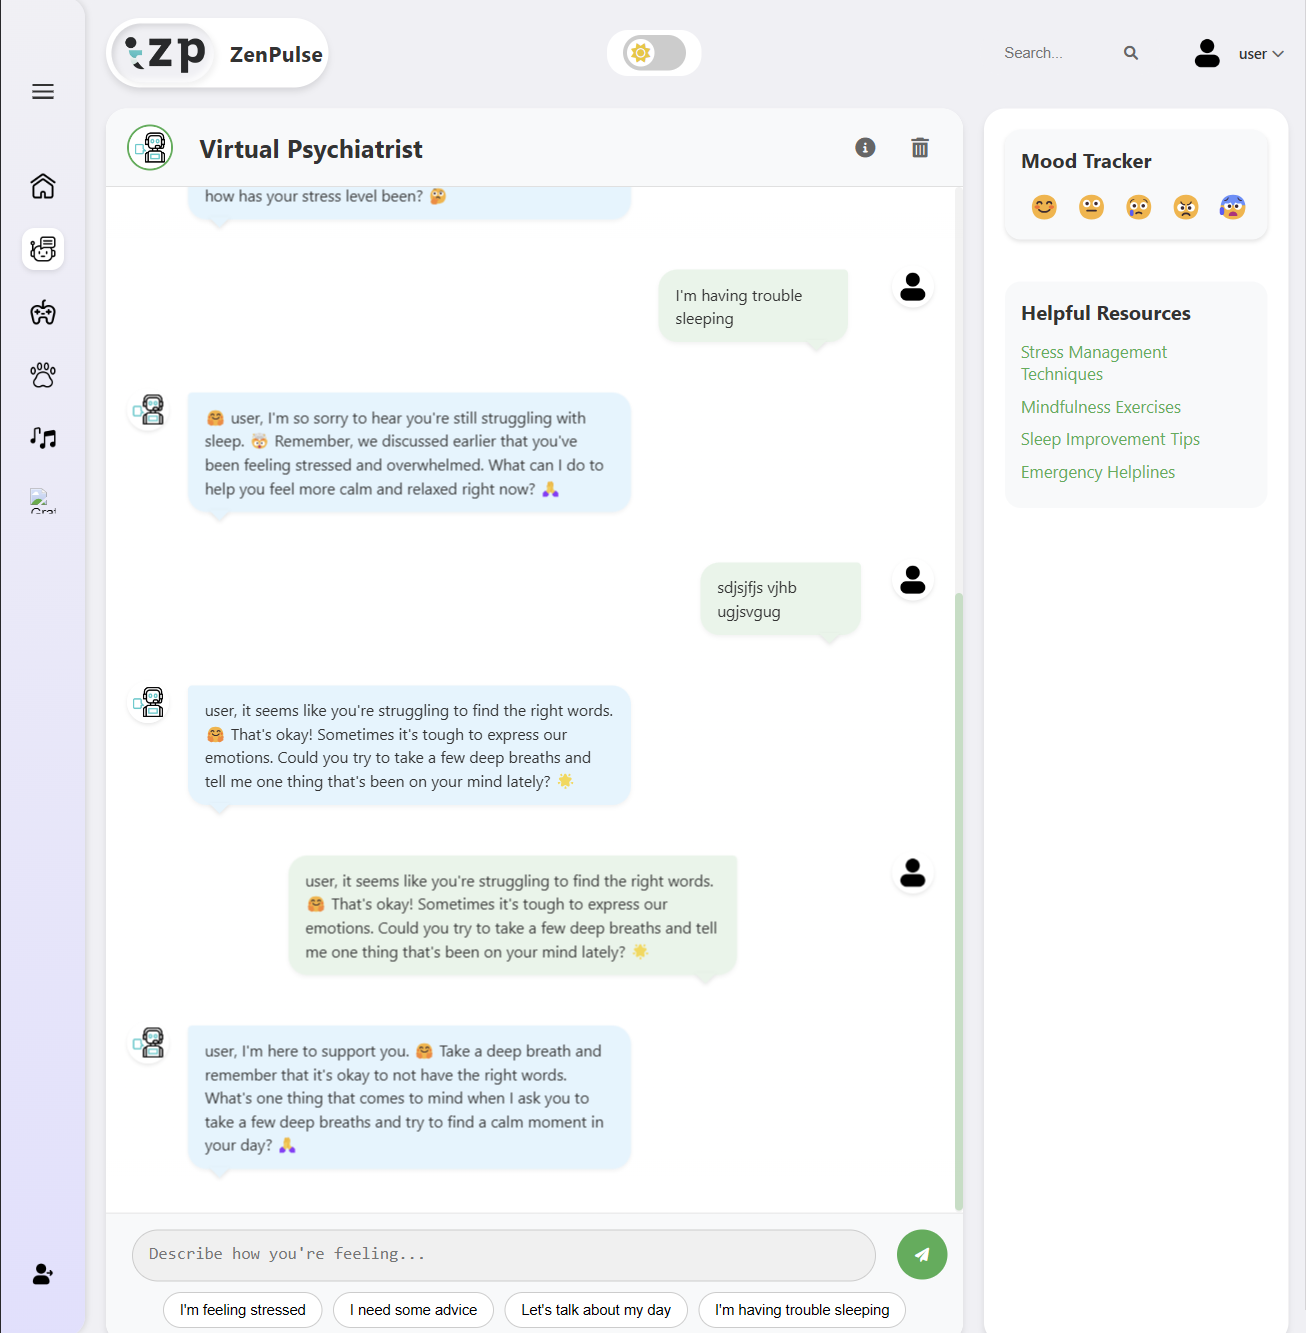 zp
ZenPulse
Search...
user
Virtual Psychiatrist
how has your stress level been? 🤔
I'm having trouble
sleeping
🤗 user, I'm so sorry to hear you're still struggling with
sleep. 🤯 Remember, we discussed earlier that you've
been feeling stressed and overwhelmed. What can I do to
help you feel more calm and relaxed right now? 🙏
sdjsjfjs vjhb
ugjsvgug
user, it seems like you're struggling to find the right words.
🤗 That's okay! Sometimes it's tough to express our
emotions. Could you try to take a few deep breaths and
tell me one thing that's been on your mind lately? 🌟
user, it seems like you're struggling to find the right words.
🤗 That's okay! Sometimes it's tough to express our
emotions. Could you try to take a few deep breaths and tell
me one thing that's been on your mind lately? 🌟
user, I'm here to support you. 🤗 Take a deep breath and
remember that it's okay to not have the right words.
What's one thing that comes to mind when I ask you to
take a few deep breaths and try to find a calm moment in
your day? 🙏
Describe how you're feeling...
I'm feeling stressed
I need some advice
Let's talk about my day
I'm having trouble sleeping
Mood Tracker
😊 😐 😢 😠 😰
Helpful Resources
Stress Management
Techniques
Mindfulness Exercises
Sleep Improvement Tips
Emergency Helplines